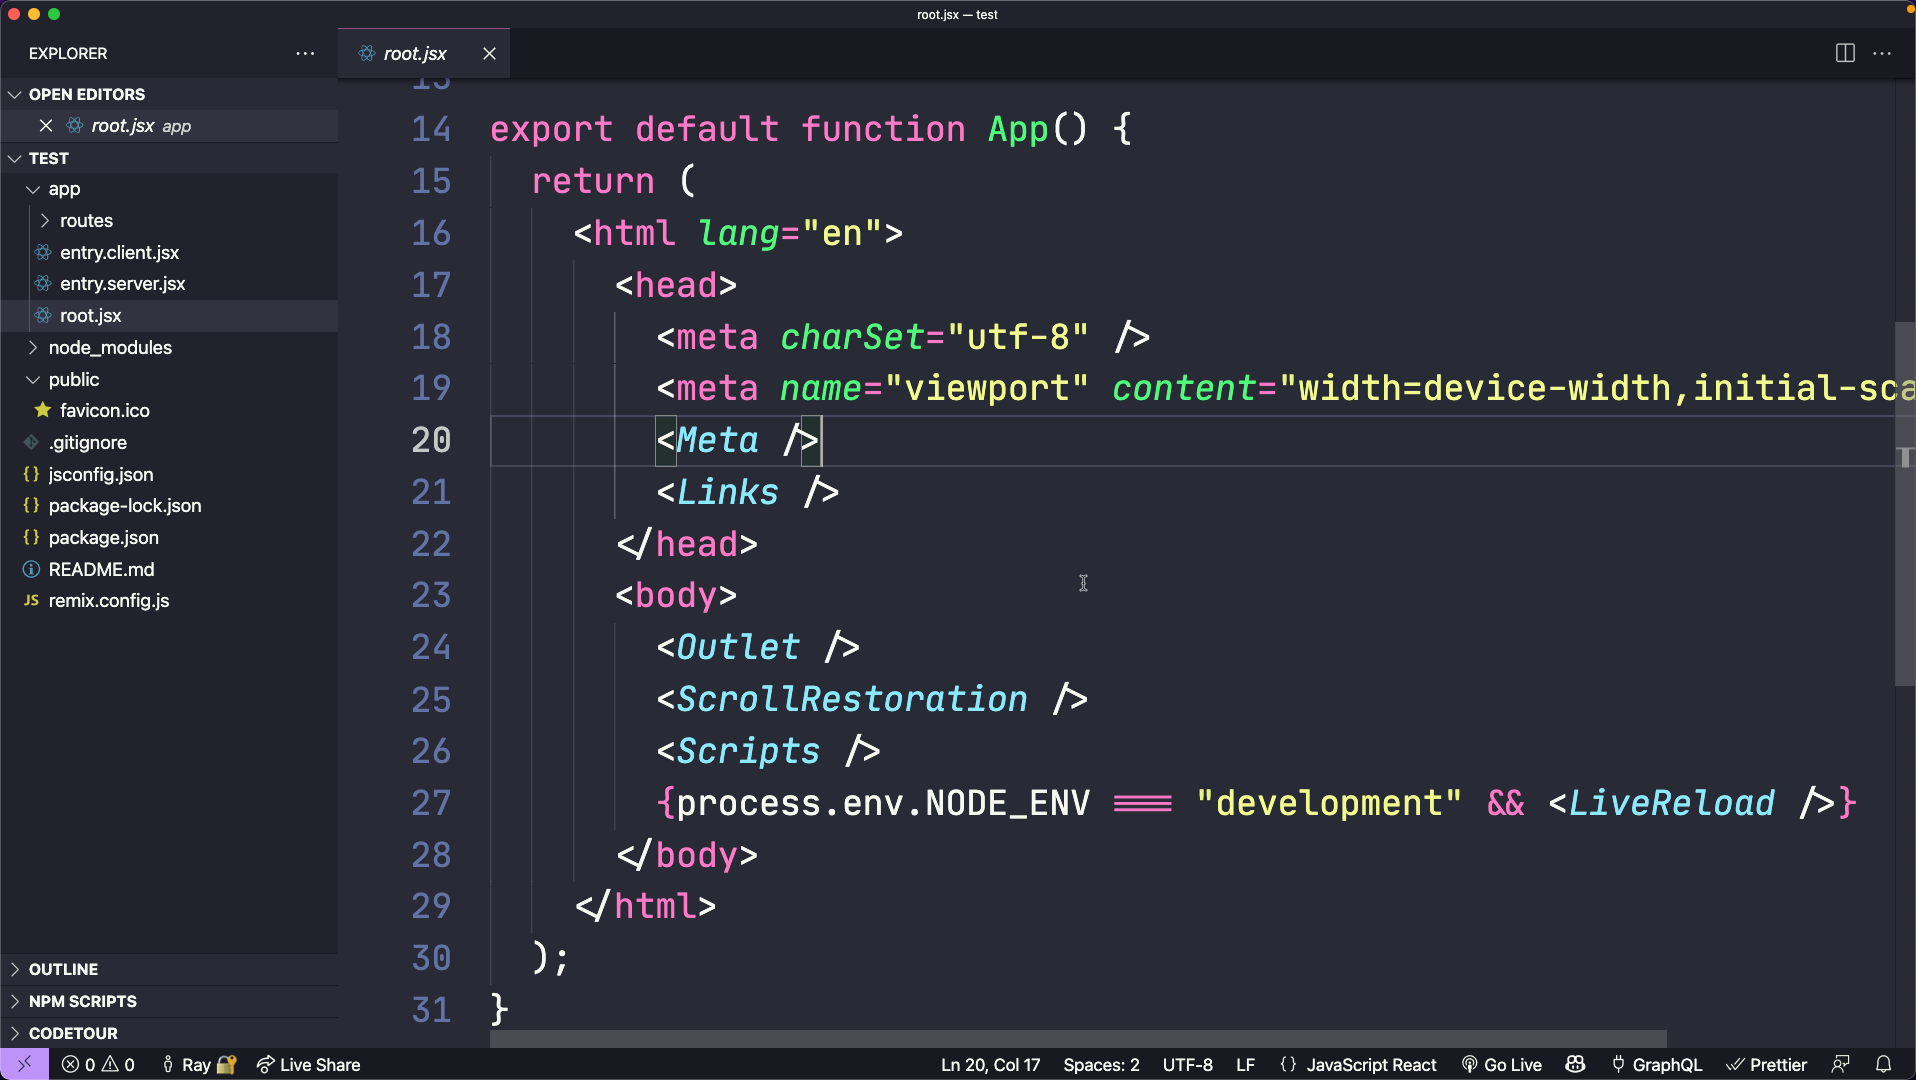 root.jsx — test
EXPLORER
root.jsx
OPEN EDITORS
root.jsx app
TEST
app
routes
entry.client.jsx
entry.server.jsx
root.jsx
node_modules
public
favicon.ico
.gitignore
{} jsconfig.json
{} package-lock.json
{} package.json
README.md
JS remix.config.js
OUTLINE
NPM SCRIPTS
CODETOUR
13
14 export default function App() {
15 return (
16 <html lang="en">
17 <head>
18 <meta charSet="utf-8" />
19 <meta name="viewport" content="width=device-width,initial-sca
20 <Meta />
21 <Links />
22 </head>
23 <body>
24 <Outlet />
25 <ScrollRestoration />
26 <Scripts />
27 {process.env.NODE_ENV === "development" && <LiveReload />}
28 </body>
29 </html>
30 );
31 }
0 0 Ray 🔐 Live Share Ln 20, Col 17 Spaces: 2 UTF-8 LF {} JavaScript React Go Live GraphQL Prettier